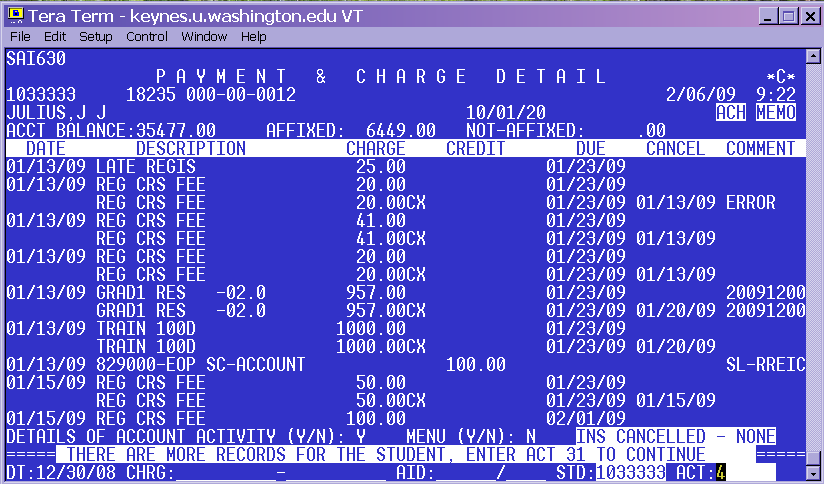 Tera Term - keynes.u.washington.edu VT
File Edit Setup Control Window Help
SAI630
P A Y M E N T & C H A R G E D E T A I L *C*
1033333 18235 000-00-0012 2/06/09 9:22
JULIUS,J J 10/01/20 ACH MEMO
ACCT BALANCE:35477.00 AFFIXED: 6449.00 NOT-AFFIXED: .00
DATE DESCRIPTION CHARGE CREDIT DUE CANCEL COMMENT
01/13/09 LATE REGIS 25.00 01/23/09
01/13/09 REG CRS FEE 20.00 01/23/09
REG CRS FEE 20.00CX 01/23/09 01/13/09 ERROR
01/13/09 REG CRS FEE 41.00 01/23/09
REG CRS FEE 41.00CX 01/23/09 01/13/09
01/13/09 REG CRS FEE 20.00 01/23/09
REG CRS FEE 20.00CX 01/23/09 01/13/09
01/13/09 GRAD1 RES -02.0 957.00 01/23/09 20091200
GRAD1 RES -02.0 957.00CX 01/23/09 01/20/09 20091200
01/13/09 TRAIN 100D 1000.00 01/23/09
TRAIN 100D 1000.00CX 01/23/09 01/20/09
01/13/09 829000-EOP SC-ACCOUNT 100.00 SL-RREIC
01/15/09 REG CRS FEE 50.00 01/23/09
REG CRS FEE 50.00CX 01/23/09 01/15/09
01/15/09 REG CRS FEE 100.00 02/01/09
DETAILS OF ACCOUNT ACTIVITY (Y/N): Y MENU (Y/N): N INS CANCELLED - NONE
===== THERE ARE MORE RECORDS FOR THE STUDENT, ENTER ACT 31 TO CONTINUE =====
DT:12/30/08 CHRG:__________-________ AID:______/____ STD:1033333 ACT:4